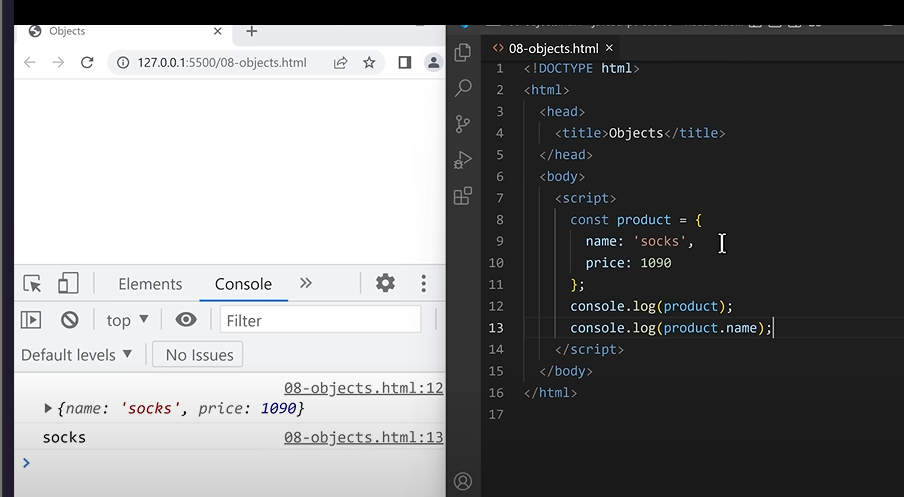 Objects
127.0.0.1:5500/08-objects.html
Elements Console
top Filter
Default levels No Issues
08-objects.html:12
{name: 'socks', price: 1090}
socks 08-objects.html:13
08-objects.html
1 <!DOCTYPE html>
2 <html>
3 <head>
4 <title>Objects</title>
5 </head>
6 <body>
7 <script>
8 const product = {
9 name: 'socks',
10 price: 1090
11 };
12 console.log(product);
13 console.log(product.name);
14 </script>
15 </body>
16 </html>
17